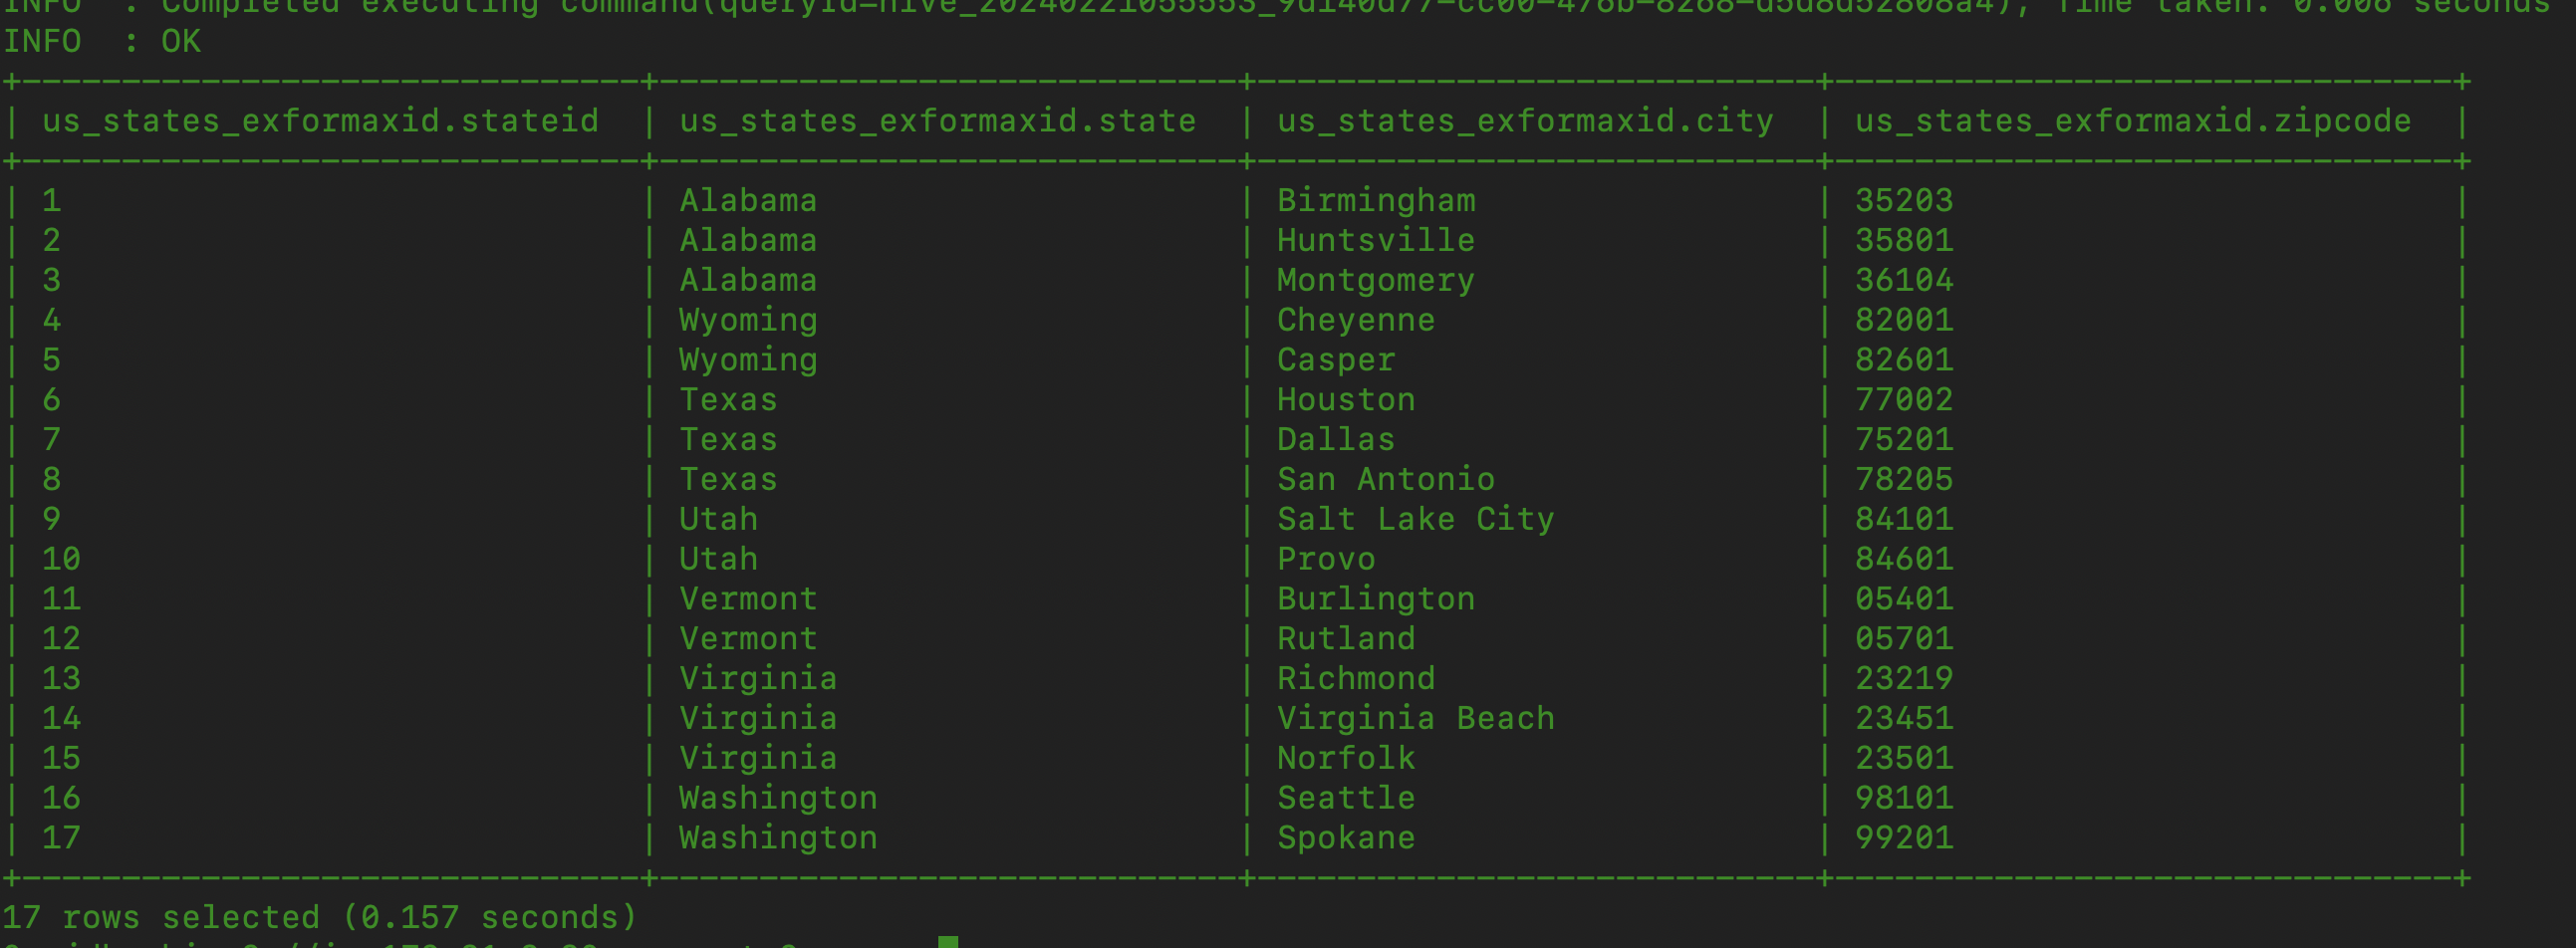 INFO  : Completed executing command(queryId=hive_20240221055553_9d140d77-cc00-476b-8268-d5d8d52808a4); Time taken: 0.006 seconds
INFO  : OK
+-------------------------------+-----------------------------+----------------------------+-------------------------------+
| us_states_exformaxid.stateid  | us_states_exformaxid.state  | us_states_exformaxid.city  | us_states_exformaxid.zipcode  |
+-------------------------------+-----------------------------+----------------------------+-------------------------------+
| 1                             | Alabama                     | Birmingham                 | 35203                         |
| 2                             | Alabama                     | Huntsville                 | 35801                         |
| 3                             | Alabama                     | Montgomery                 | 36104                         |
| 4                             | Wyoming                     | Cheyenne                   | 82001                         |
| 5                             | Wyoming                     | Casper                     | 82601                         |
| 6                             | Texas                       | Houston                    | 77002                         |
| 7                             | Texas                       | Dallas                     | 75201                         |
| 8                             | Texas                       | San Antonio                | 78205                         |
| 9                             | Utah                        | Salt Lake City             | 84101                         |
| 10                            | Utah                        | Provo                      | 84601                         |
| 11                            | Vermont                     | Burlington                 | 05401                         |
| 12                            | Vermont                     | Rutland                    | 05701                         |
| 13                            | Virginia                    | Richmond                   | 23219                         |
| 14                            | Virginia                    | Virginia Beach             | 23451                         |
| 15                            | Virginia                    | Norfolk                    | 23501                         |
| 16                            | Washington                  | Seattle                    | 98101                         |
| 17                            | Washington                  | Spokane                    | 99201                         |
+-------------------------------+-----------------------------+----------------------------+-------------------------------+
17 rows selected (0.157 seconds)